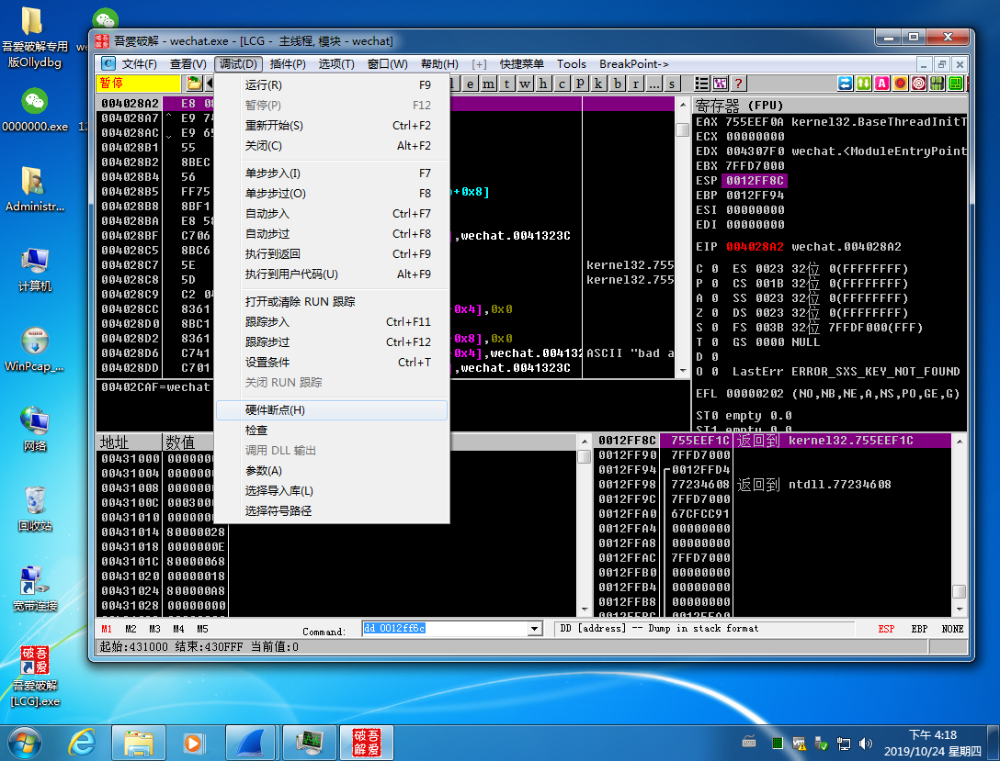 吾愛破解专用版Ollydbg
we
0000000.exe
12
Administr...
计算机
WinPcap_...
网络
回收站
宽带连接
吾爱破解[LCG].exe
吾爱破解 - wechat.exe - [LCG - 主线程, 模块 - wechat]
文件(F) 查看(V) 调试(D) 插件(P) 选项(T) 窗口(W) 帮助(H) [+] 快捷菜单 Tools BreakPoint->
暂停
l e m t w h c P k b r ... s ?
运行(R) F9
暂停(P) F12
重新开始(S) Ctrl+F2
关闭(C) Alt+F2
单步步入(I) F7
单步步过(O) F8
自动步入 Ctrl+F7
自动步过 Ctrl+F8
执行到返回 Ctrl+F9
执行到用户代码(U) Alt+F9
打开或清除 RUN 跟踪
跟踪步入 Ctrl+F11
跟踪步过 Ctrl+F12
设置条件 Ctrl+T
关闭 RUN 跟踪
硬件断点(H)
检查
调用 DLL 输出
参数(A)
选择导入库(L)
选择符号路径
004028A2 E8
004028A7 E9
004028AC E9
004028B1 55
004028B2 8BEC
004028B4 56
004028B5 FF75 +0x8]
004028B8 8BF1
004028BA E8
004028BF C706 ,wechat.0041323C
004028C5 8BC6
004028C7 5E kernel32.755
004028C8 5D kernel32.755
004028C9 C2
004028CC 8361 0x4],0x0
004028D0 8BC1
004028D2 8361 0x8],0x0
004028D6 C741 0x4],wechat.004132 ASCII "bad a
004028DD C701 ,wechat.0041323C
00402CAF=wechat
寄存器 (FPU)
EAX 755EEF0A kernel32.BaseThreadInitT
ECX 00000000
EDX 004307F0 wechat.<ModuleEntryPoint
EBX 7FFD7000
ESP 0012FF8C
EBP 0012FF94
ESI 00000000
EDI 00000000
EIP 004028A2 wechat.004028A2
C 0 ES 0023 32位 0(FFFFFFFF)
P 0 CS 001B 32位 0(FFFFFFFF)
A 0 SS 0023 32位 0(FFFFFFFF)
Z 0 DS 0023 32位 0(FFFFFFFF)
S 0 FS 003B 32位 7FFDF000(FFF)
T 0 GS 0000 NULL
D 0
O 0 LastErr ERROR_SXS_KEY_NOT_FOUND
EFL 00000202 (NO,NB,NE,A,NS,PO,GE,G)
ST0 empty 0.0
ST1 empty 0.0
地址 数值
00431000 000000
00431004 000000
00431008 000000
0043100C 000300
00431010 000000
00431014 80000028
00431018 0000000E
0043101C 80000068
00431020 80000018
00431024 800000A8
00431028 00000000
0012FF8C 755EEF1C 返回到 kernel32.755EEF1C
0012FF90 7FFD7000
0012FF94 0012FFD4
0012FF98 77234608 返回到 ntdll.77234608
0012FF9C 7FFD7000
0012FFA0 67CFCC91
0012FFA4 00000000
0012FFA8 00000000
0012FFAC 7FFD7000
0012FFB0 00000000
0012FFB4 00000000
0012FFB8 00000000
0012FFBC 0012FFA0
M1 M2 M3 M4 M5 Command: dd 0012ff6c DD [address] -- Dump in stack format ESP EBP NONE
起始:431000 结束:430FFF 当前值:0
破吾解爱
下午 4:18
2019/10/24 星期四